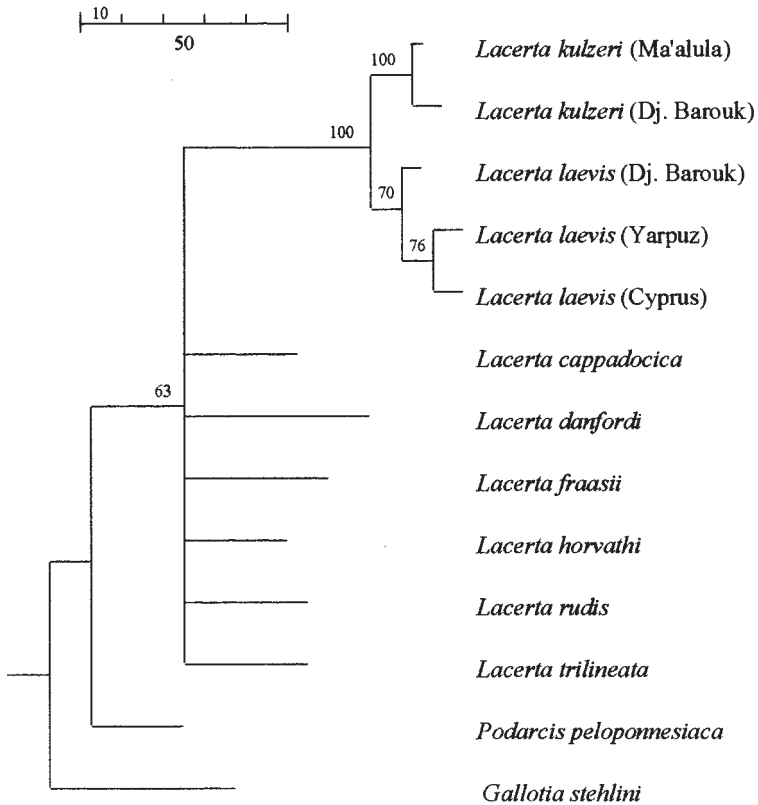 10
50
100
Lacerta kulzeri (Ma'alula)
Lacerta kulzeri (Dj. Barouk)
100
Lacerta laevis (Dj. Barouk)
70
Lacerta laevis (Yarpuz)
76
Lacerta laevis (Cyprus)
Lacerta cappadocica
63
Lacerta danfordi
Lacerta fraasii
Lacerta horvathi
Lacerta rudis
Lacerta trilineata
Podarcis peloponnesiaca
Gallotia stehlini